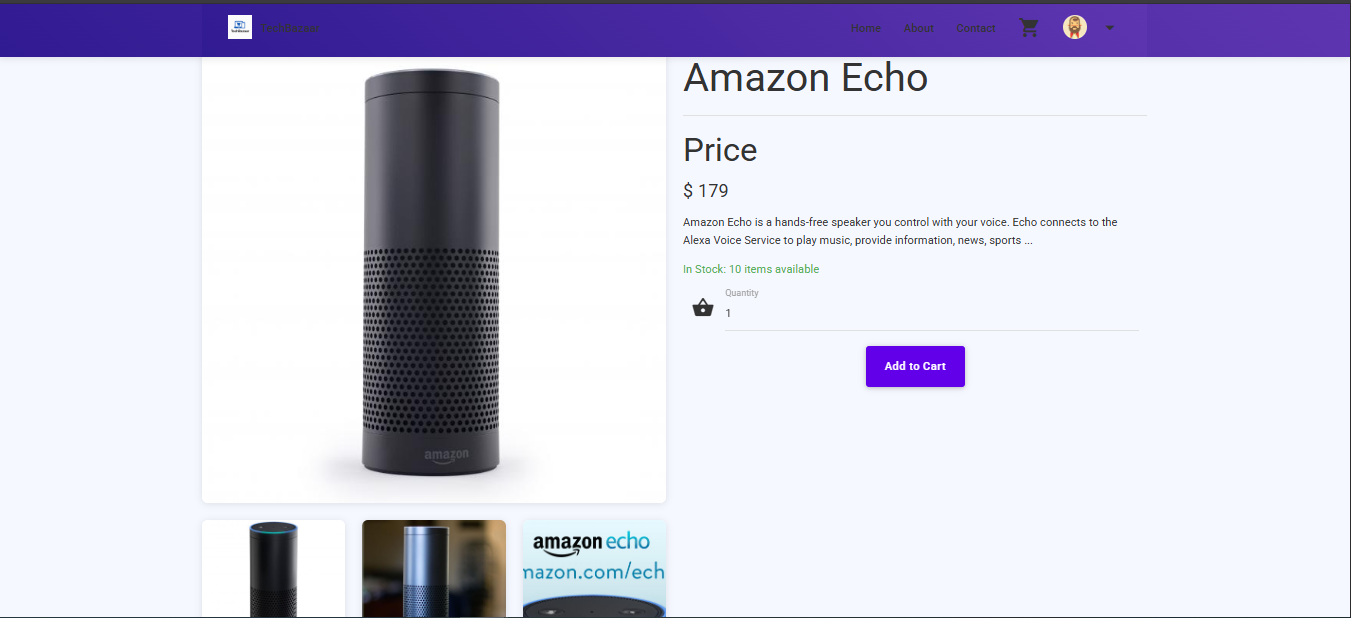 Home About Contact
Amazon Echo
Price
$ 179
Amazon Echo is a hands-free speaker you control with your voice. Echo connects to the
Alexa Voice Service to play music, provide information, news, sports ...
In Stock: 10 items available
Quantity
1
Add to Cart
amazon
amazon echo
mazon.com/ech